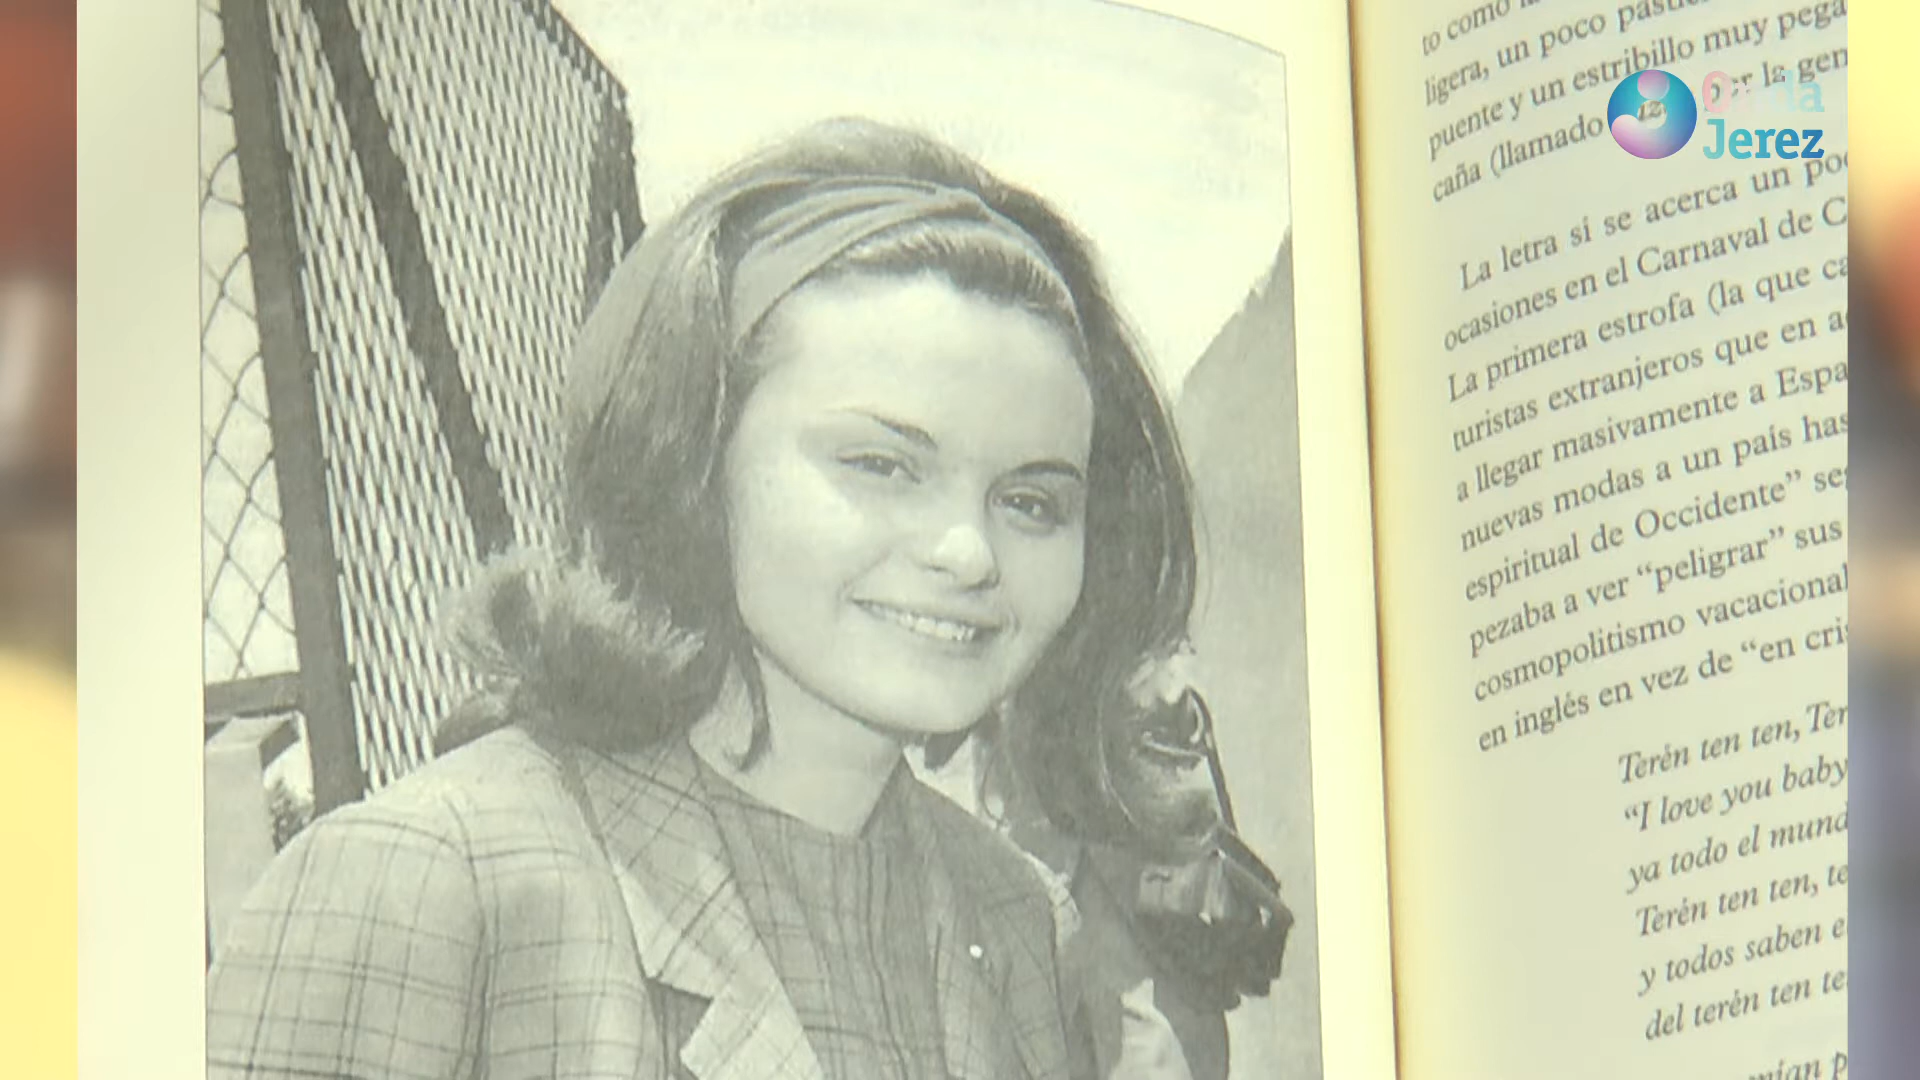 to como
ligera, un poco
puente y un estribillo muy pega
caña (llamado por la gen
La letra sí se acerca un poc
ocasiones en el Carnaval de C
La primera estrofa (la que ca
turistas extranjeros que en a
a llegar masivamente a Espa
nuevas modas a un país has
espiritual de Occidente” seg
pezaba a ver “peligrar” sus
cosmopolitismo vacacional
en inglés en vez de “en cris
Terén ten ten, Ter
“I love you baby
ya todo el mund
Terén ten ten, te
y todos saben e
del terén ten te
Onda
Jerez